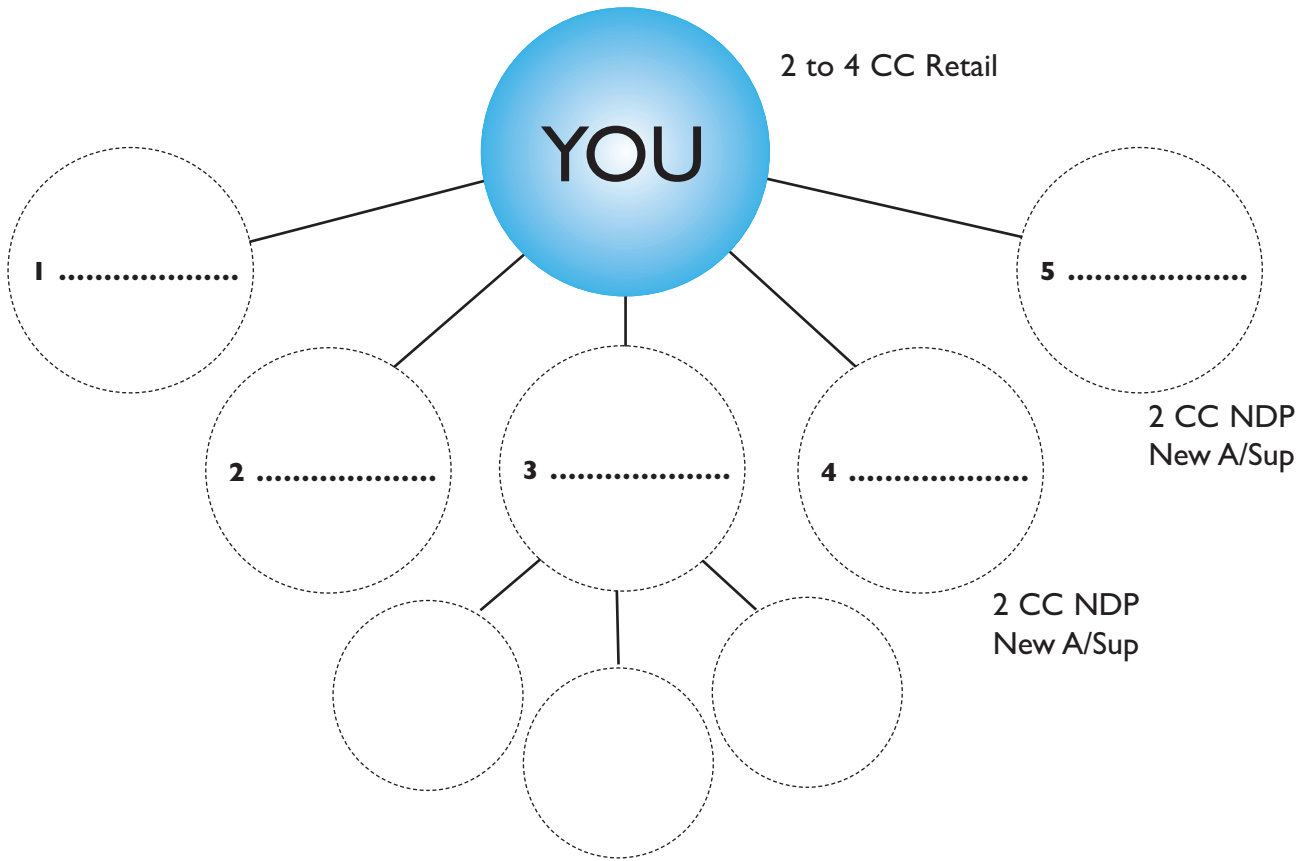 2 to 4 CC Retail
YOU
1 ...................
5 ...................
2 CC NDP
New A/Sup
2 ...................
3 ...................
4 ...................
2 CC NDP
New A/Sup